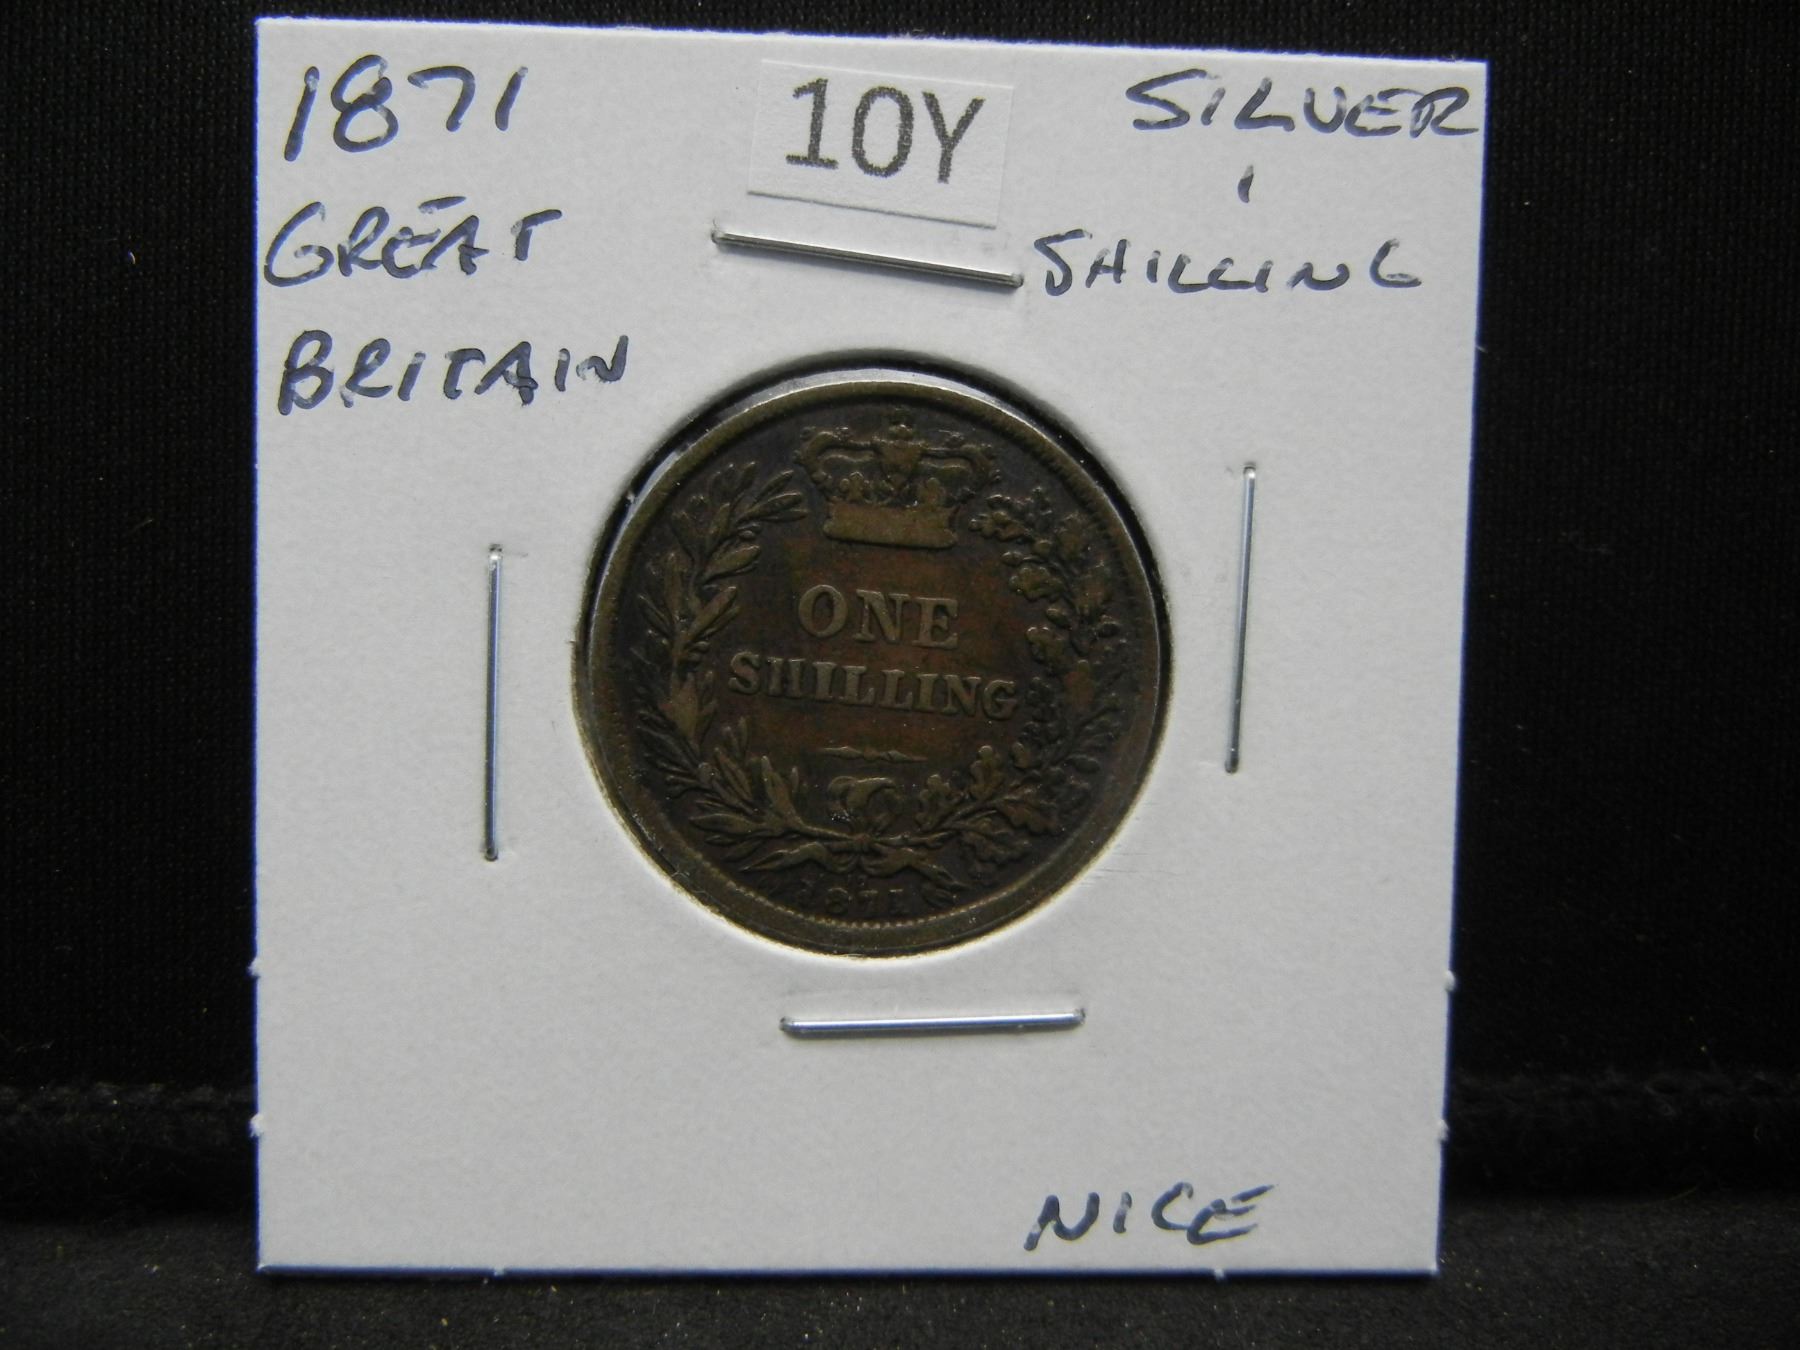 1871
GREAT
BRITAIN
10Y
SILVER
1
SHILLING
ONE
SHILLING
1871
NICE